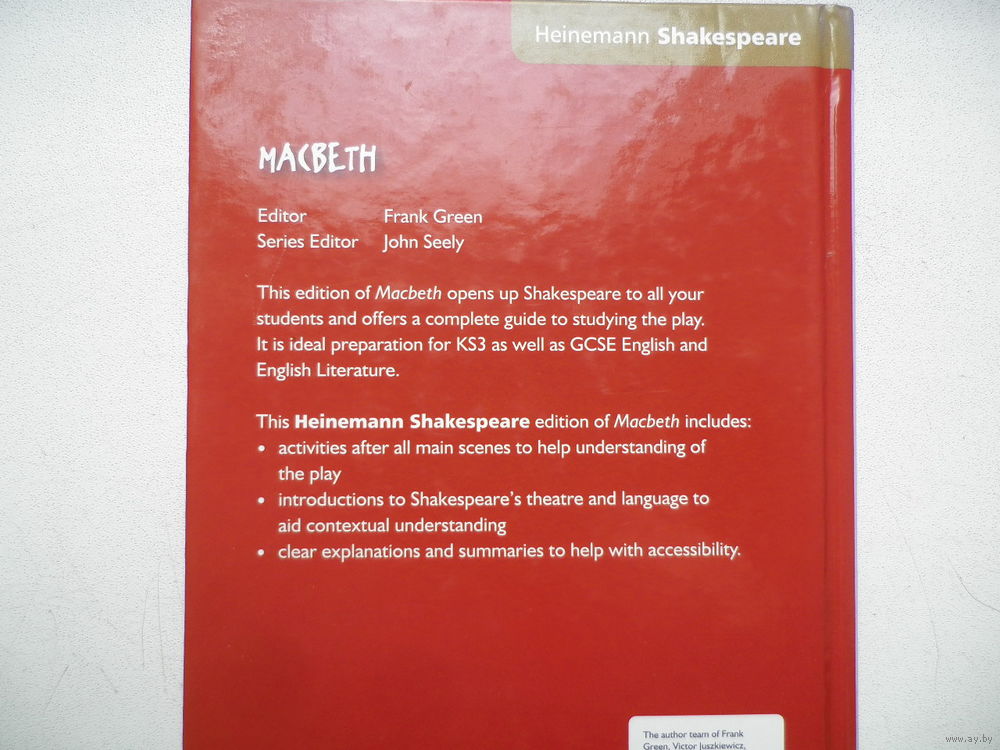 Heinemann Shakespeare
MACBETH
Editor Frank Green
Series Editor John Seely
This edition of Macbeth opens up Shakespeare to all your
students and offers a complete guide to studying the play.
It is ideal preparation for KS3 as well as GCSE English and
English Literature.
This Heinemann Shakespeare edition of Macbeth includes:
• activities after all main scenes to help understanding of
the play
• introductions to Shakespeare's theatre and language to
aid contextual understanding
• clear explanations and summaries to help with accessibility.
The author team of Frank
Green, Victor Juszkiewicz,
www.ay.by